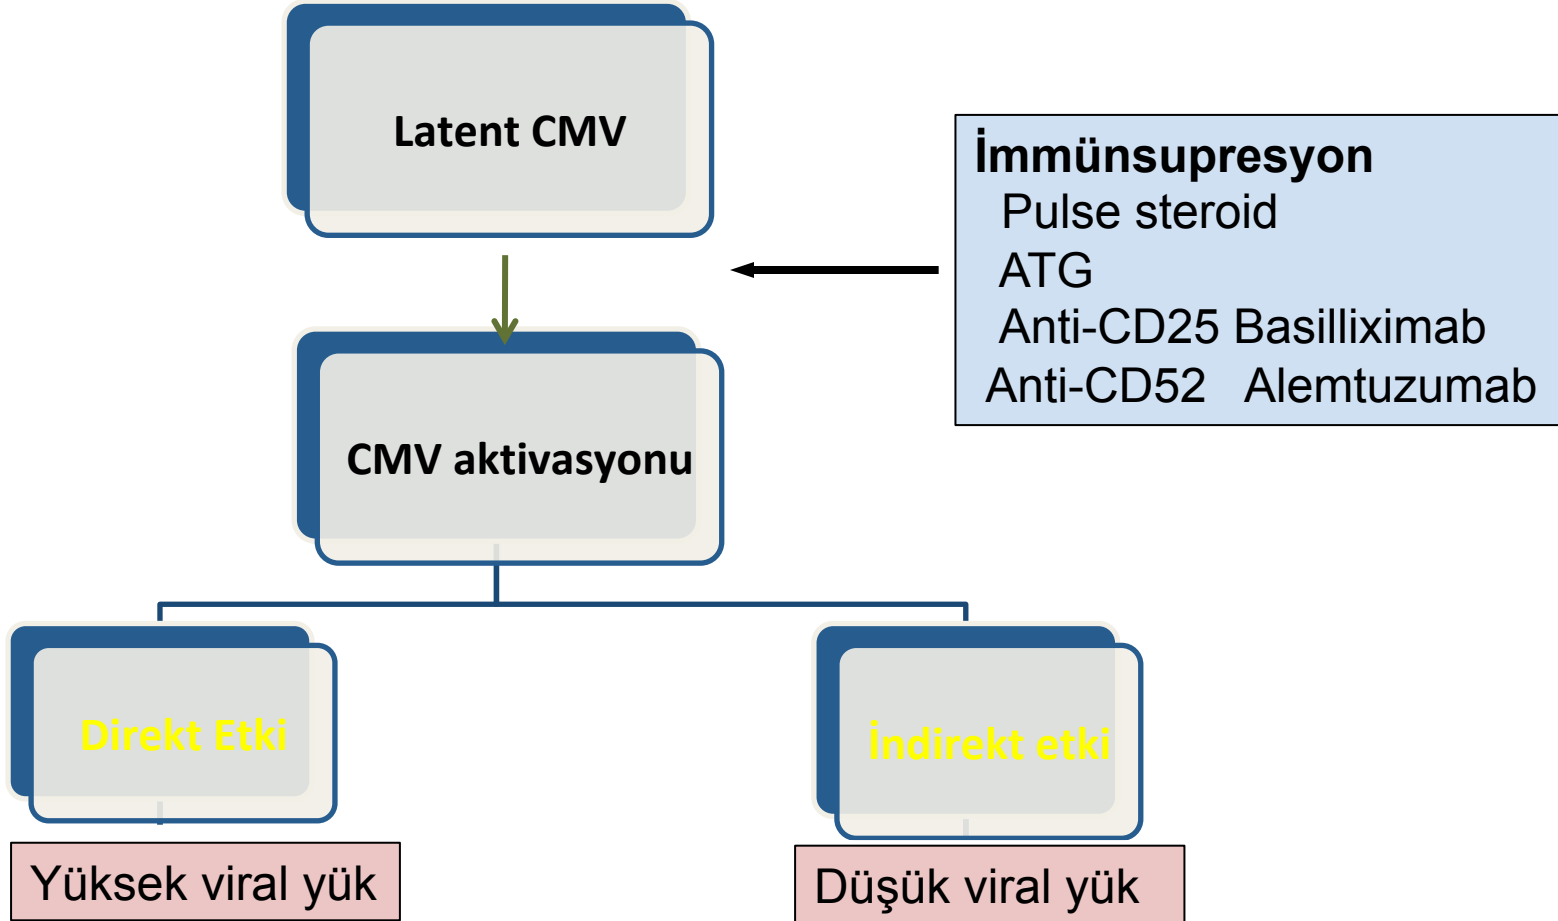 Latent CMV
İmmünsupresyon
Pulse steroid
ATG
Anti-CD25 Basilliximab
Anti-CD52 Alemtuzumab
CMV aktivasyonu
Direkt Etki
İndirekt etki
Yüksek viral yük
Düşük viral yük